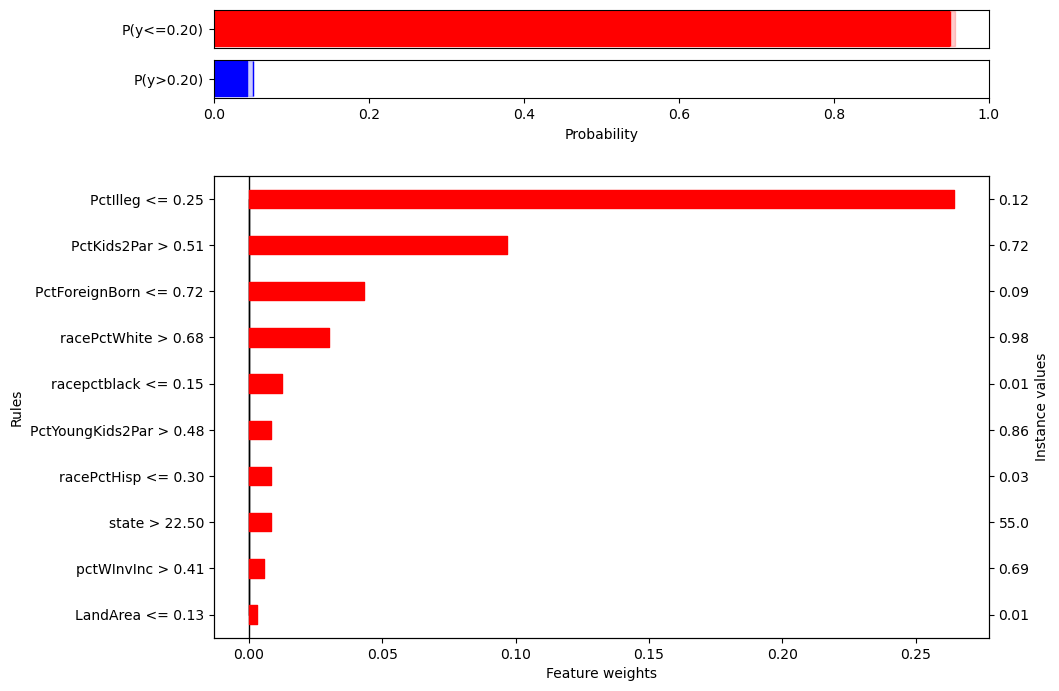 P(y<=0.20)
P(y>0.20)
0.0 0.2 0.4 0.6 0.8 1.0
Probability
PctIlleg <= 0.25 0.12
PctKids2Par > 0.51 0.72
PctForeignBorn <= 0.72 0.09
racePctWhite > 0.68 0.98
racepctblack <= 0.15 0.01
PctYoungKids2Par > 0.48 0.86
racePctHisp <= 0.30 0.03
state > 22.50 55.0
pctWInvInc > 0.41 0.69
LandArea <= 0.13 0.01
Rules
Instance values
0.00 0.05 0.10 0.15 0.20 0.25
Feature weights